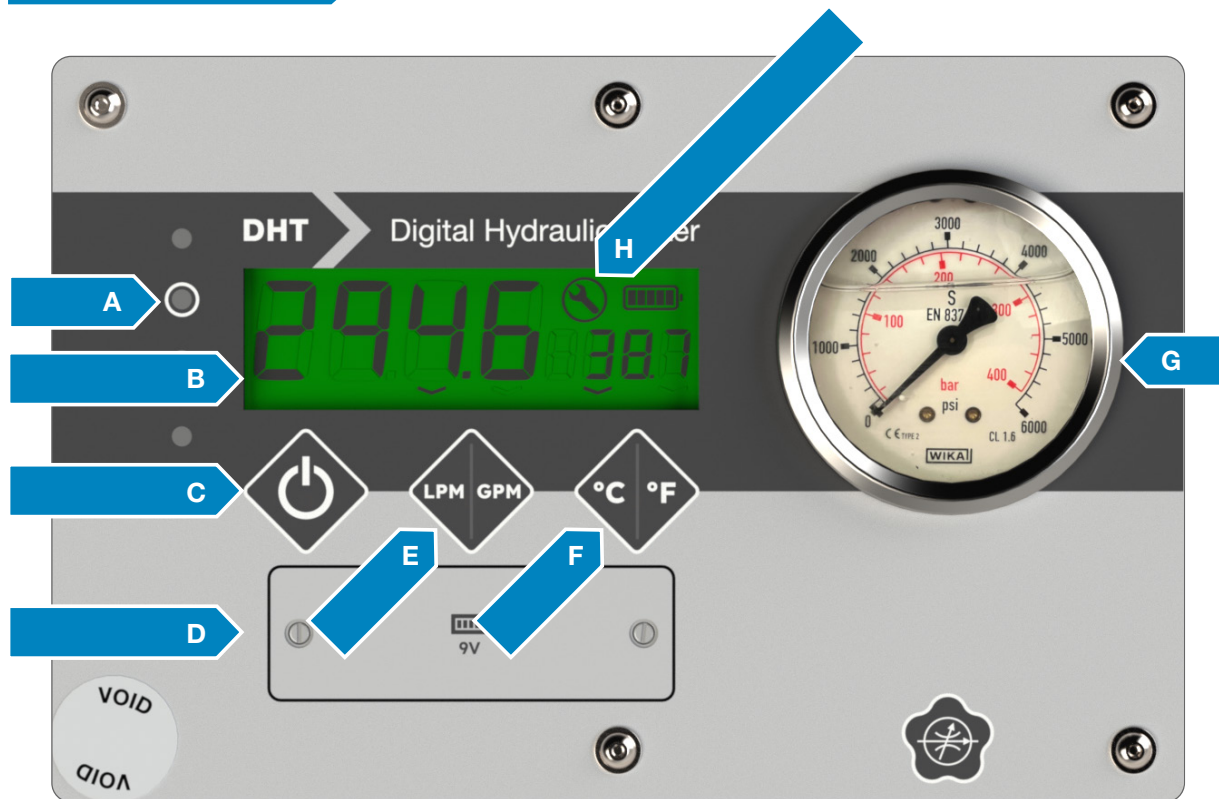 DHT Digital Hydraulic
H
A
294.6
38.7
B
C
LPM GPM
°C °F
E
F
D
9V
VOID
VOID
0
1000
2000
3000
4000
5000
6000
100
200
300
400
S
EN 837
bar
psi
CE TYPE 2
CL 1.6
WIKA
G